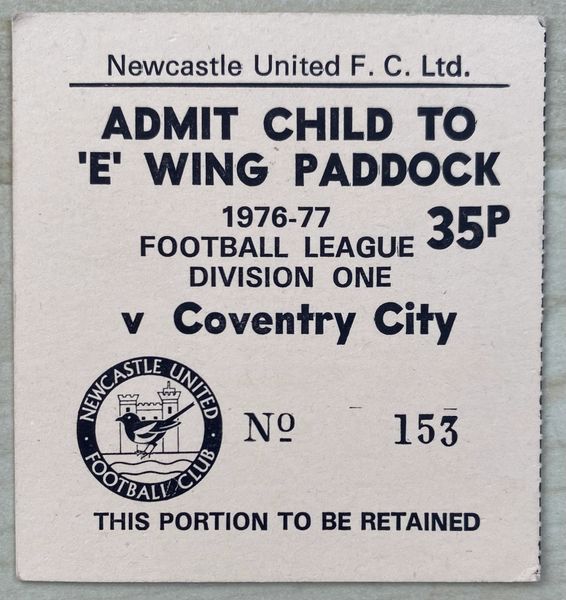 Newcastle United F. C. Ltd.
ADMIT CHILD TO
'E' WING PADDOCK
1976-77
35P
FOOTBALL LEAGUE
DIVISION ONE
v Coventry City
NEWCASTLE UNITED
FOOTBALL CLUB
Nº 153
THIS PORTION TO BE RETAINED